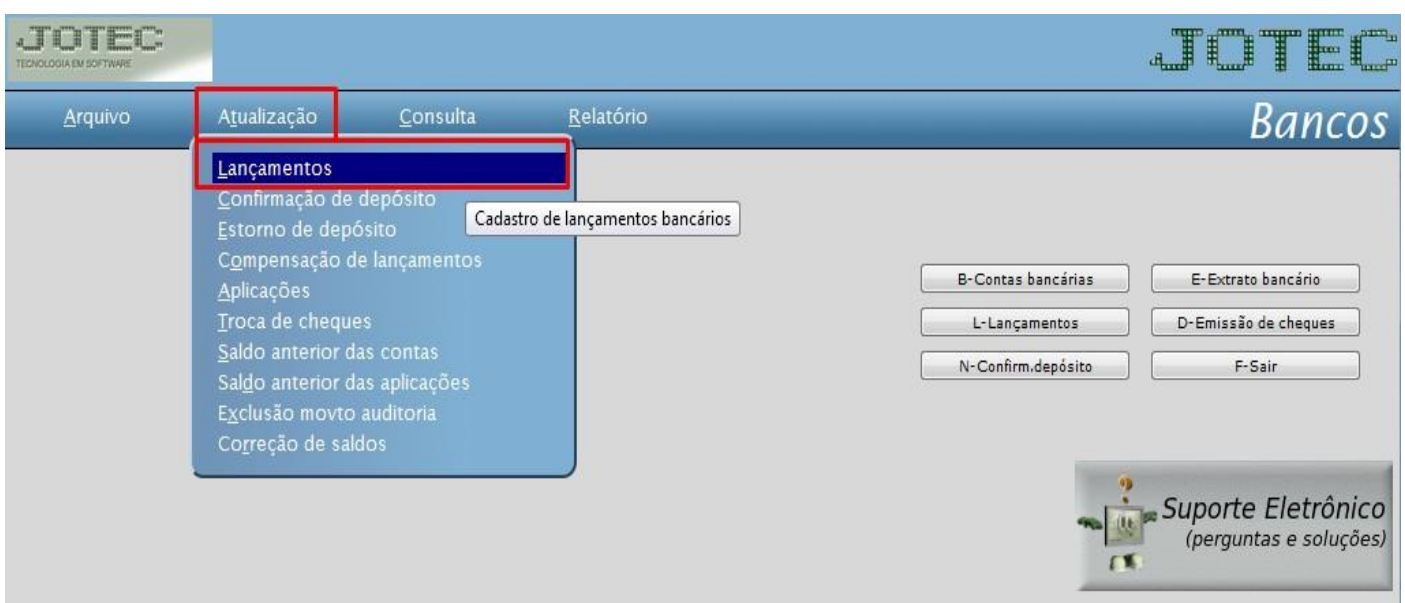 JOTEC
TECNOLOGIA EM SOFTWARE
JOTEC
Arquivo Atualização Consulta Relatório Bancos
Lançamentos
Confirmação de depósito
Cadastro de lançamentos bancários
Estorno de depósito
Compensação de lançamentos
Aplicações
Troca de cheques
Saldo anterior das contas
Saldo anterior das aplicações
Exclusão movto auditoria
Correção de saldos
B-Contas bancárias E-Extrato bancário
L-Lançamentos D-Emissão de cheques
N-Confirm.depósito F-Sair
Suporte Eletrônico
(perguntas e soluções)